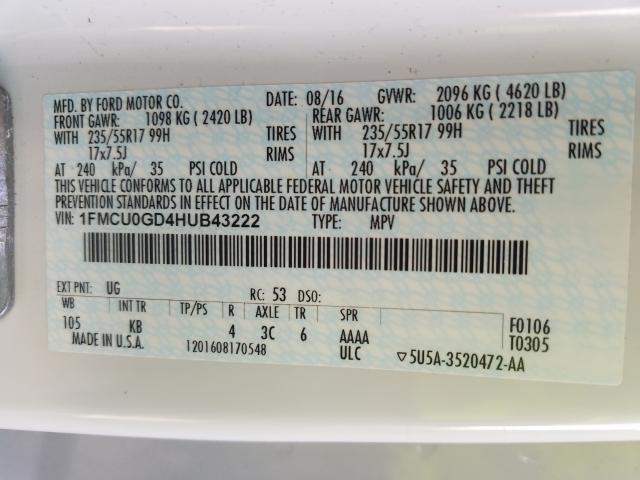 MFD. BY FORD MOTOR CO. DATE: 08/16 GVWR: 2096 KG ( 4620 LB)
FRONT GAWR: 1098 KG ( 2420 LB) REAR GAWR: 1006 KG ( 2218 LB)
WITH 235/55R17 99H TIRES WITH 235/55R17 99H TIRES
17x7.5J RIMS 17x7.5J RIMS
AT 240 kPa/ 35 PSI COLD AT 240 kPa/ 35 PSI COLD
THIS VEHICLE CONFORMS TO ALL APPLICABLE FEDERAL MOTOR VEHICLE SAFETY AND THEFT
PREVENTION STANDARDS IN EFFECT ON THE DATE OF MANUFACTURE SHOWN ABOVE.
VIN: 1FMCU0GD4HUB43222 TYPE: MPV
EXT PNT: UG RC: 53 DSO:
WB INT TR TP/PS R AXLE TR SPR
105 KB 4 3C 6 AAAA F0106
MADE IN U.S.A. 1201608170548 ULC T0305
▽5U5A-3520472-AA